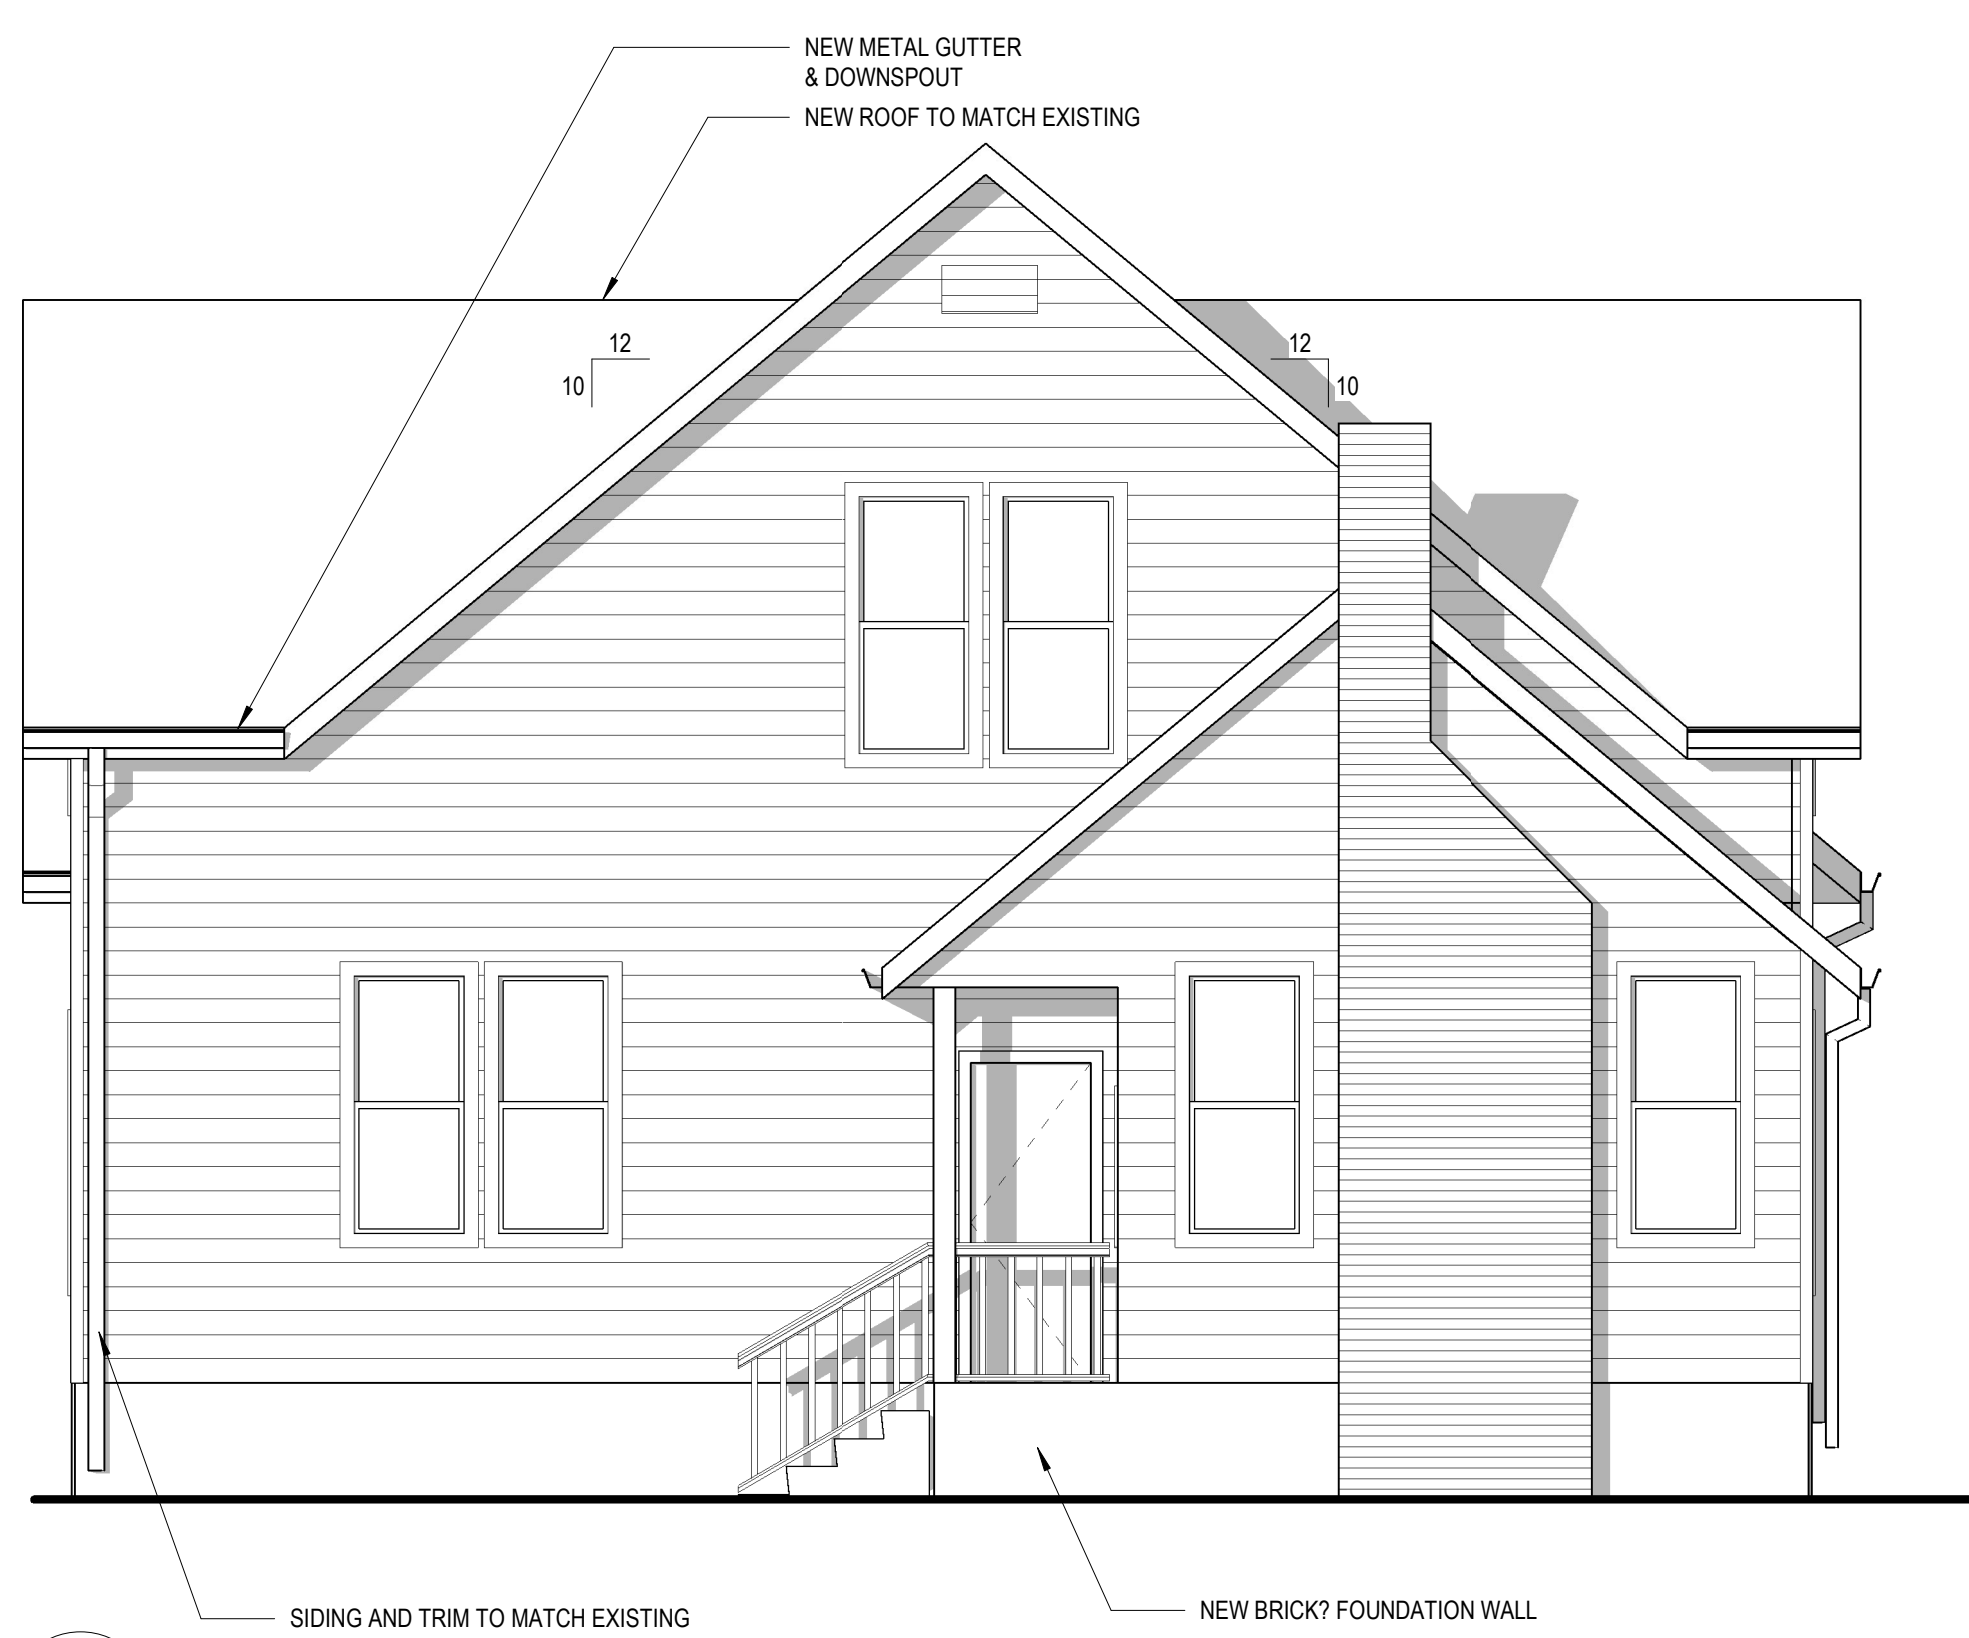 NEW METAL GUTTER
& DOWNSPOUT
NEW ROOF TO MATCH EXISTING
12
10
12
10
SIDING AND TRIM TO MATCH EXISTING
NEW BRICK? FOUNDATION WALL